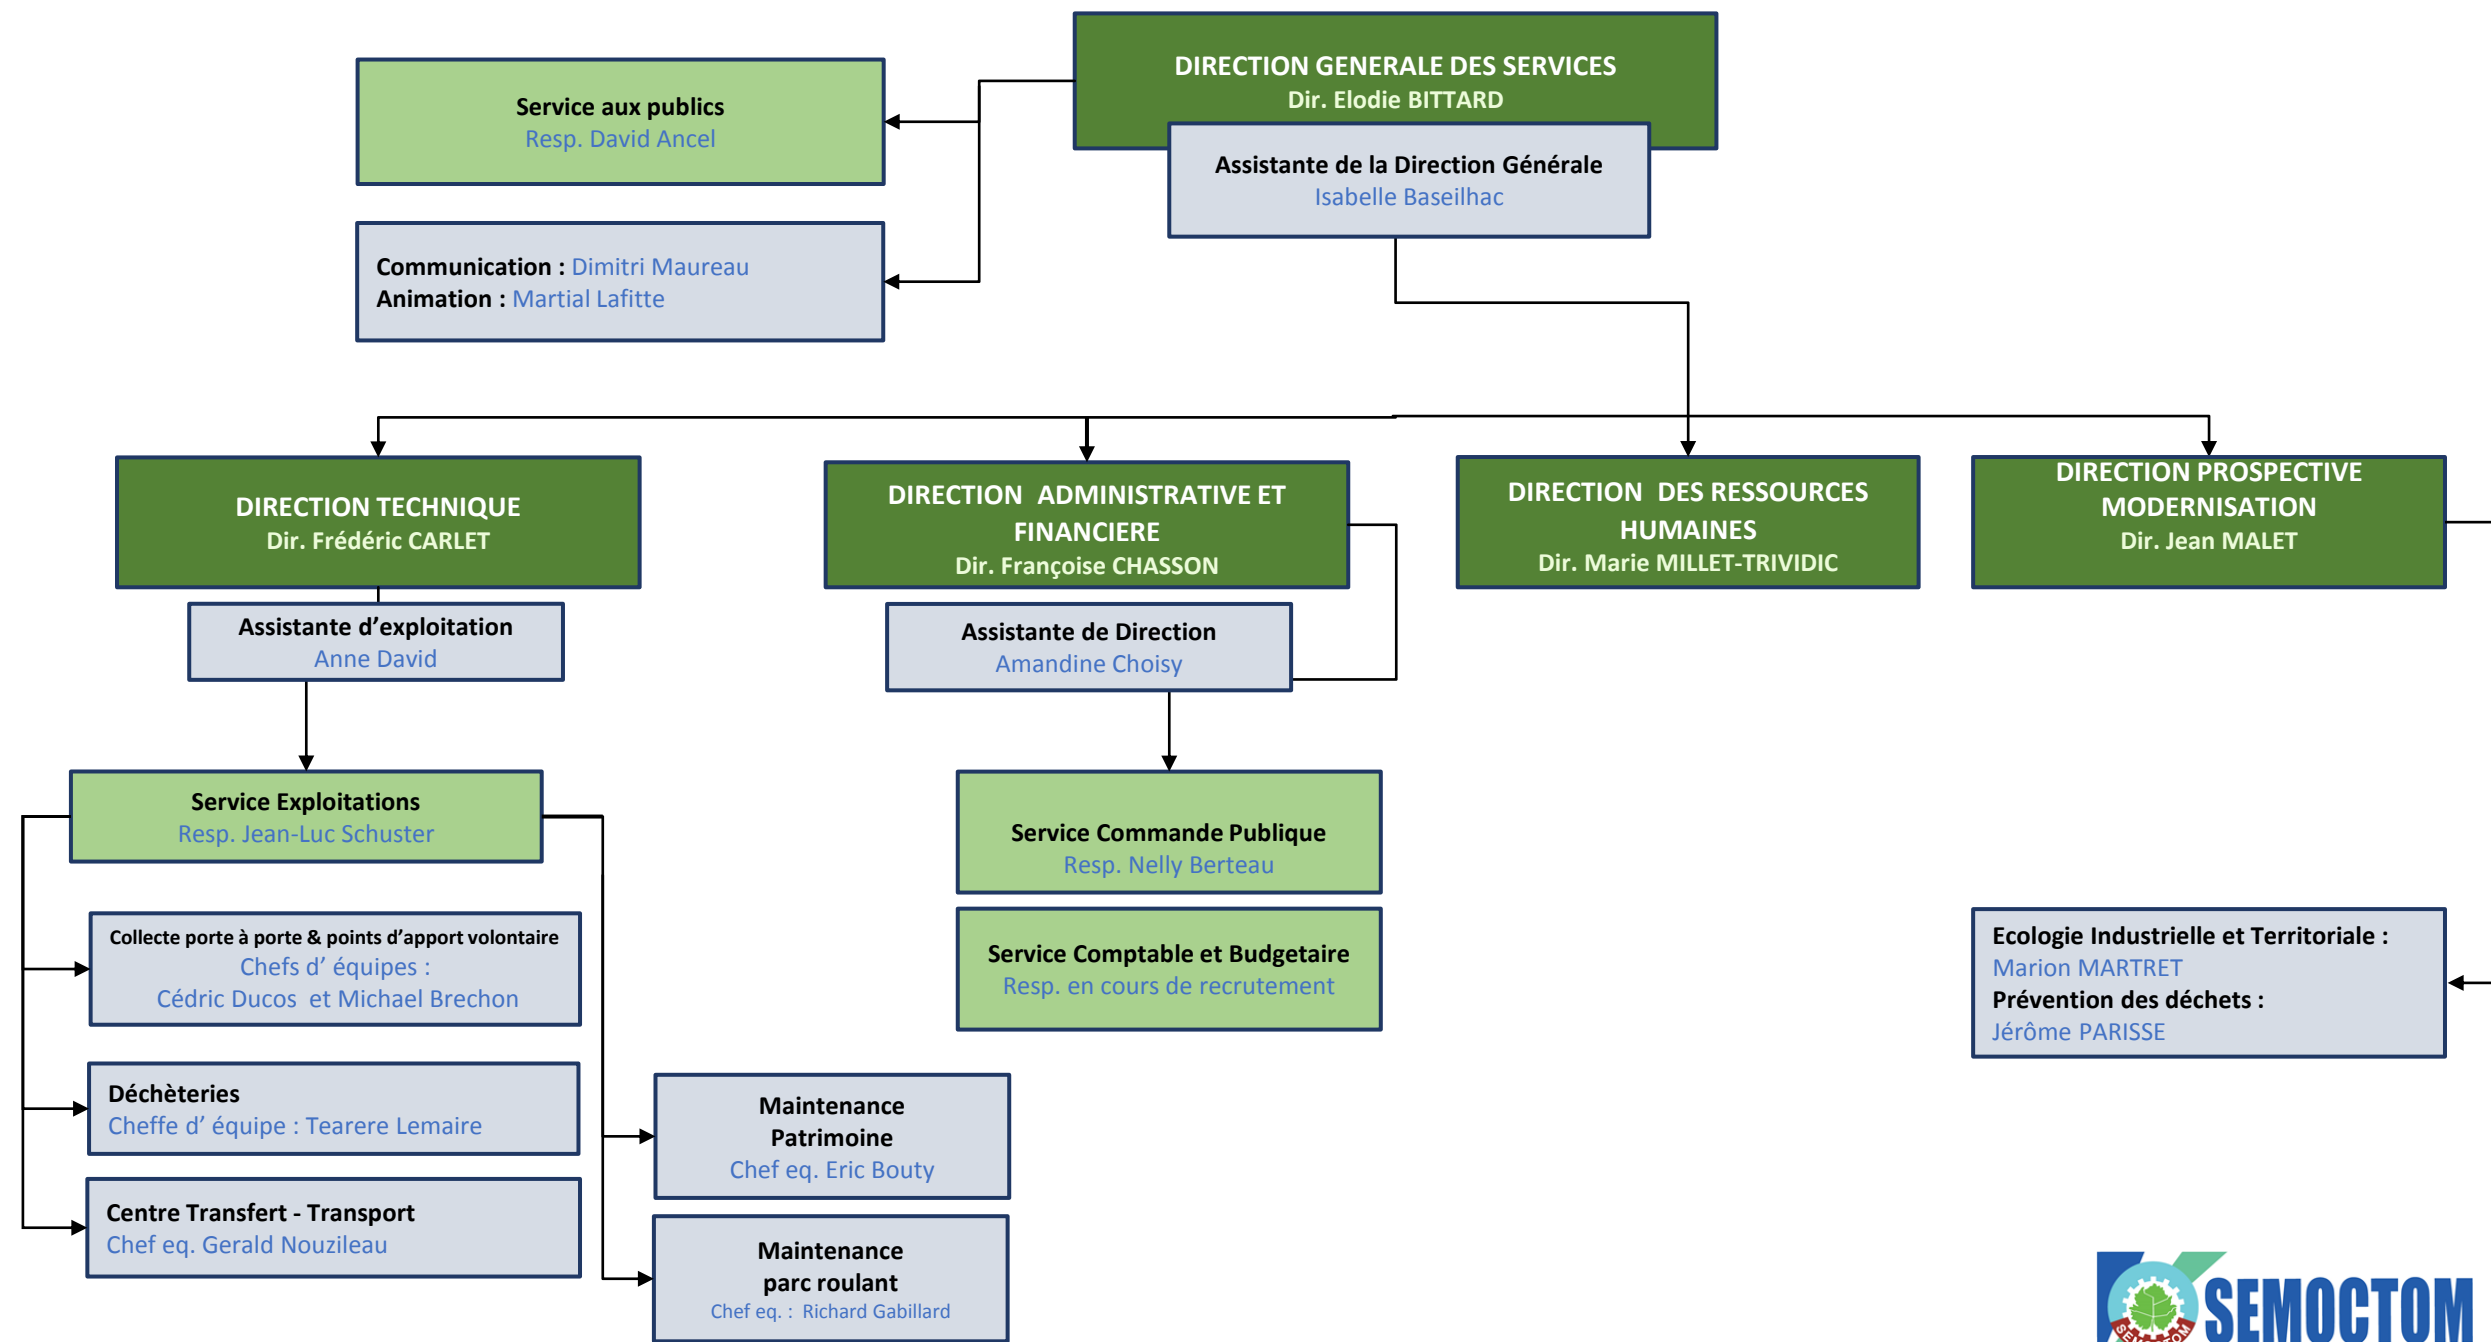 DIRECTION GENERALE DES SERVICES
Dir. Elodie BITTARD
Assistante de la Direction Générale
Isabelle Baseilhac
Service aux publics
Resp. David Ancel
Communication : Dimitri Maureau
Animation : Martial Lafitte
DIRECTION TECHNIQUE
Dir. Frédéric CARLET
Assistante d’exploitation
Anne David
DIRECTION ADMINISTRATIVE ET
FINANCIERE
Dir. Françoise CHASSON
Assistante de Direction
Amandine Choisy
DIRECTION DES RESSOURCES
HUMAINES
Dir. Marie MILLET-TRIVIDIC
DIRECTION PROSPECTIVE
MODERNISATION
Dir. Jean MALET
Service Exploitations
Resp. Jean-Luc Schuster
Collecte porte à porte & points d’apport volontaire
Chefs d’ équipes :
Cédric Ducos et Michael Brechon
Déchèteries
Cheffe d’ équipe : Tearere Lemaire
Centre Transfert - Transport
Chef eq. Gerald Nouzileau
Maintenance
Patrimoine
Chef eq. Eric Bouty
Maintenance
parc roulant
Chef eq. : Richard Gabillard
Service Commande Publique
Resp. Nelly Berteau
Service Comptable et Budgetaire
Resp. en cours de recrutement
Ecologie Industrielle et Territoriale :
Marion MARTRET
Prévention des déchets :
Jérôme PARISSE
SEMOCTOM
SEMOCTOM